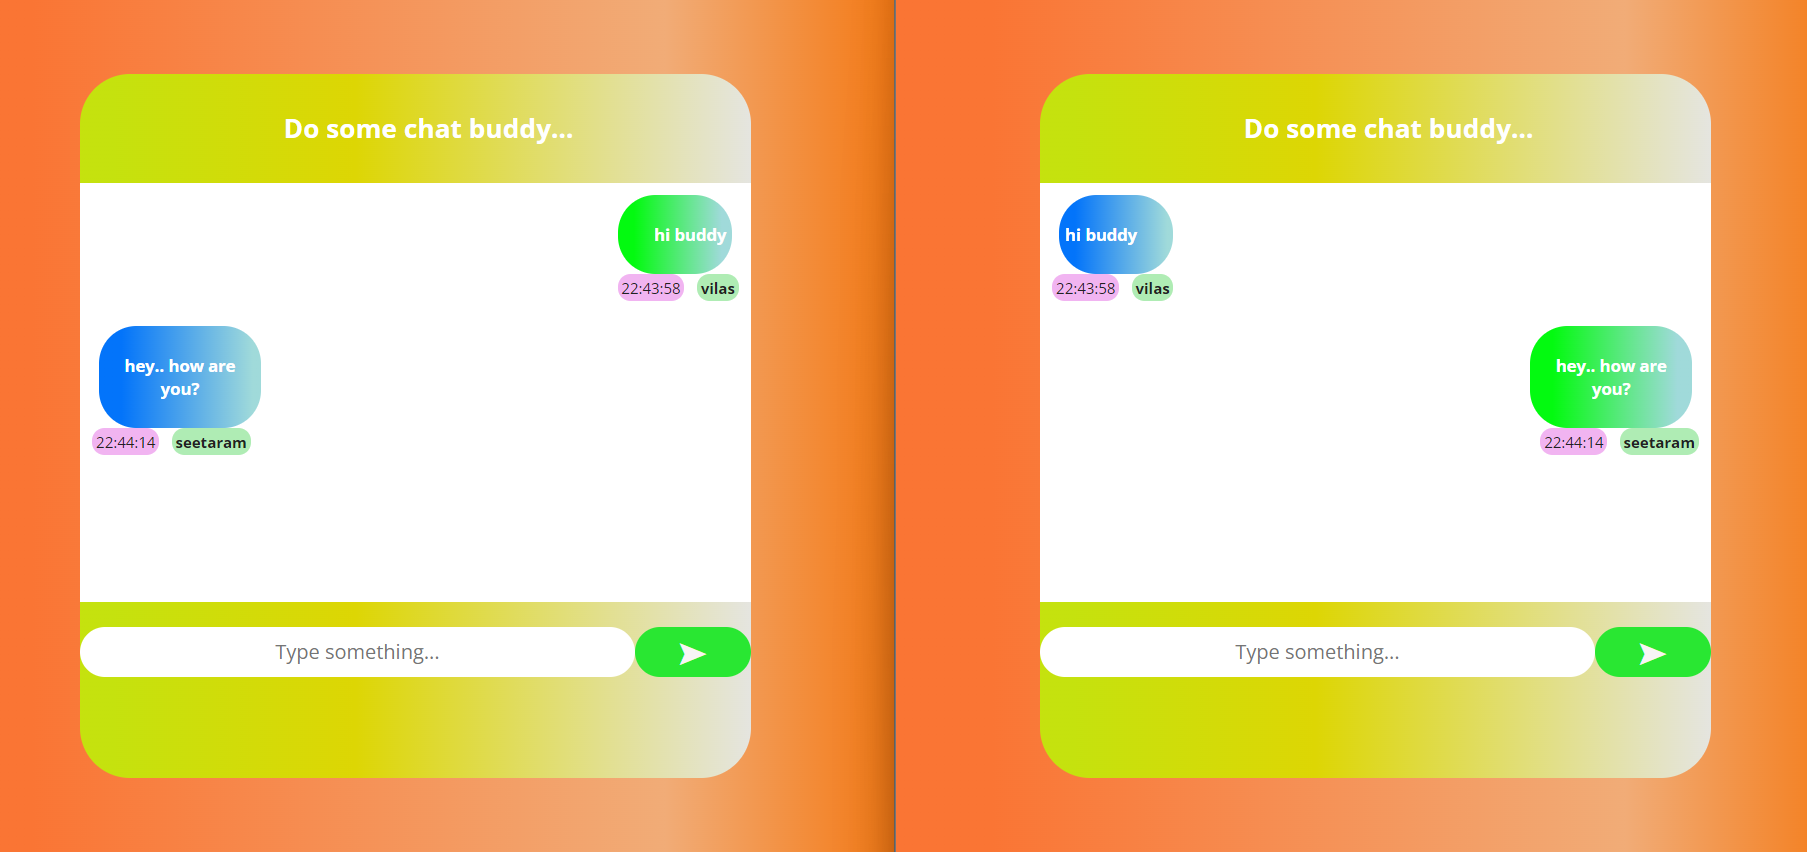 Do some chat buddy...
hi buddy
22:43:58 vilas
hey.. how are
you?
22:44:14 seetaram
Type something...
Do some chat buddy...
hi buddy
22:43:58 vilas
hey.. how are
you?
22:44:14 seetaram
Type something...